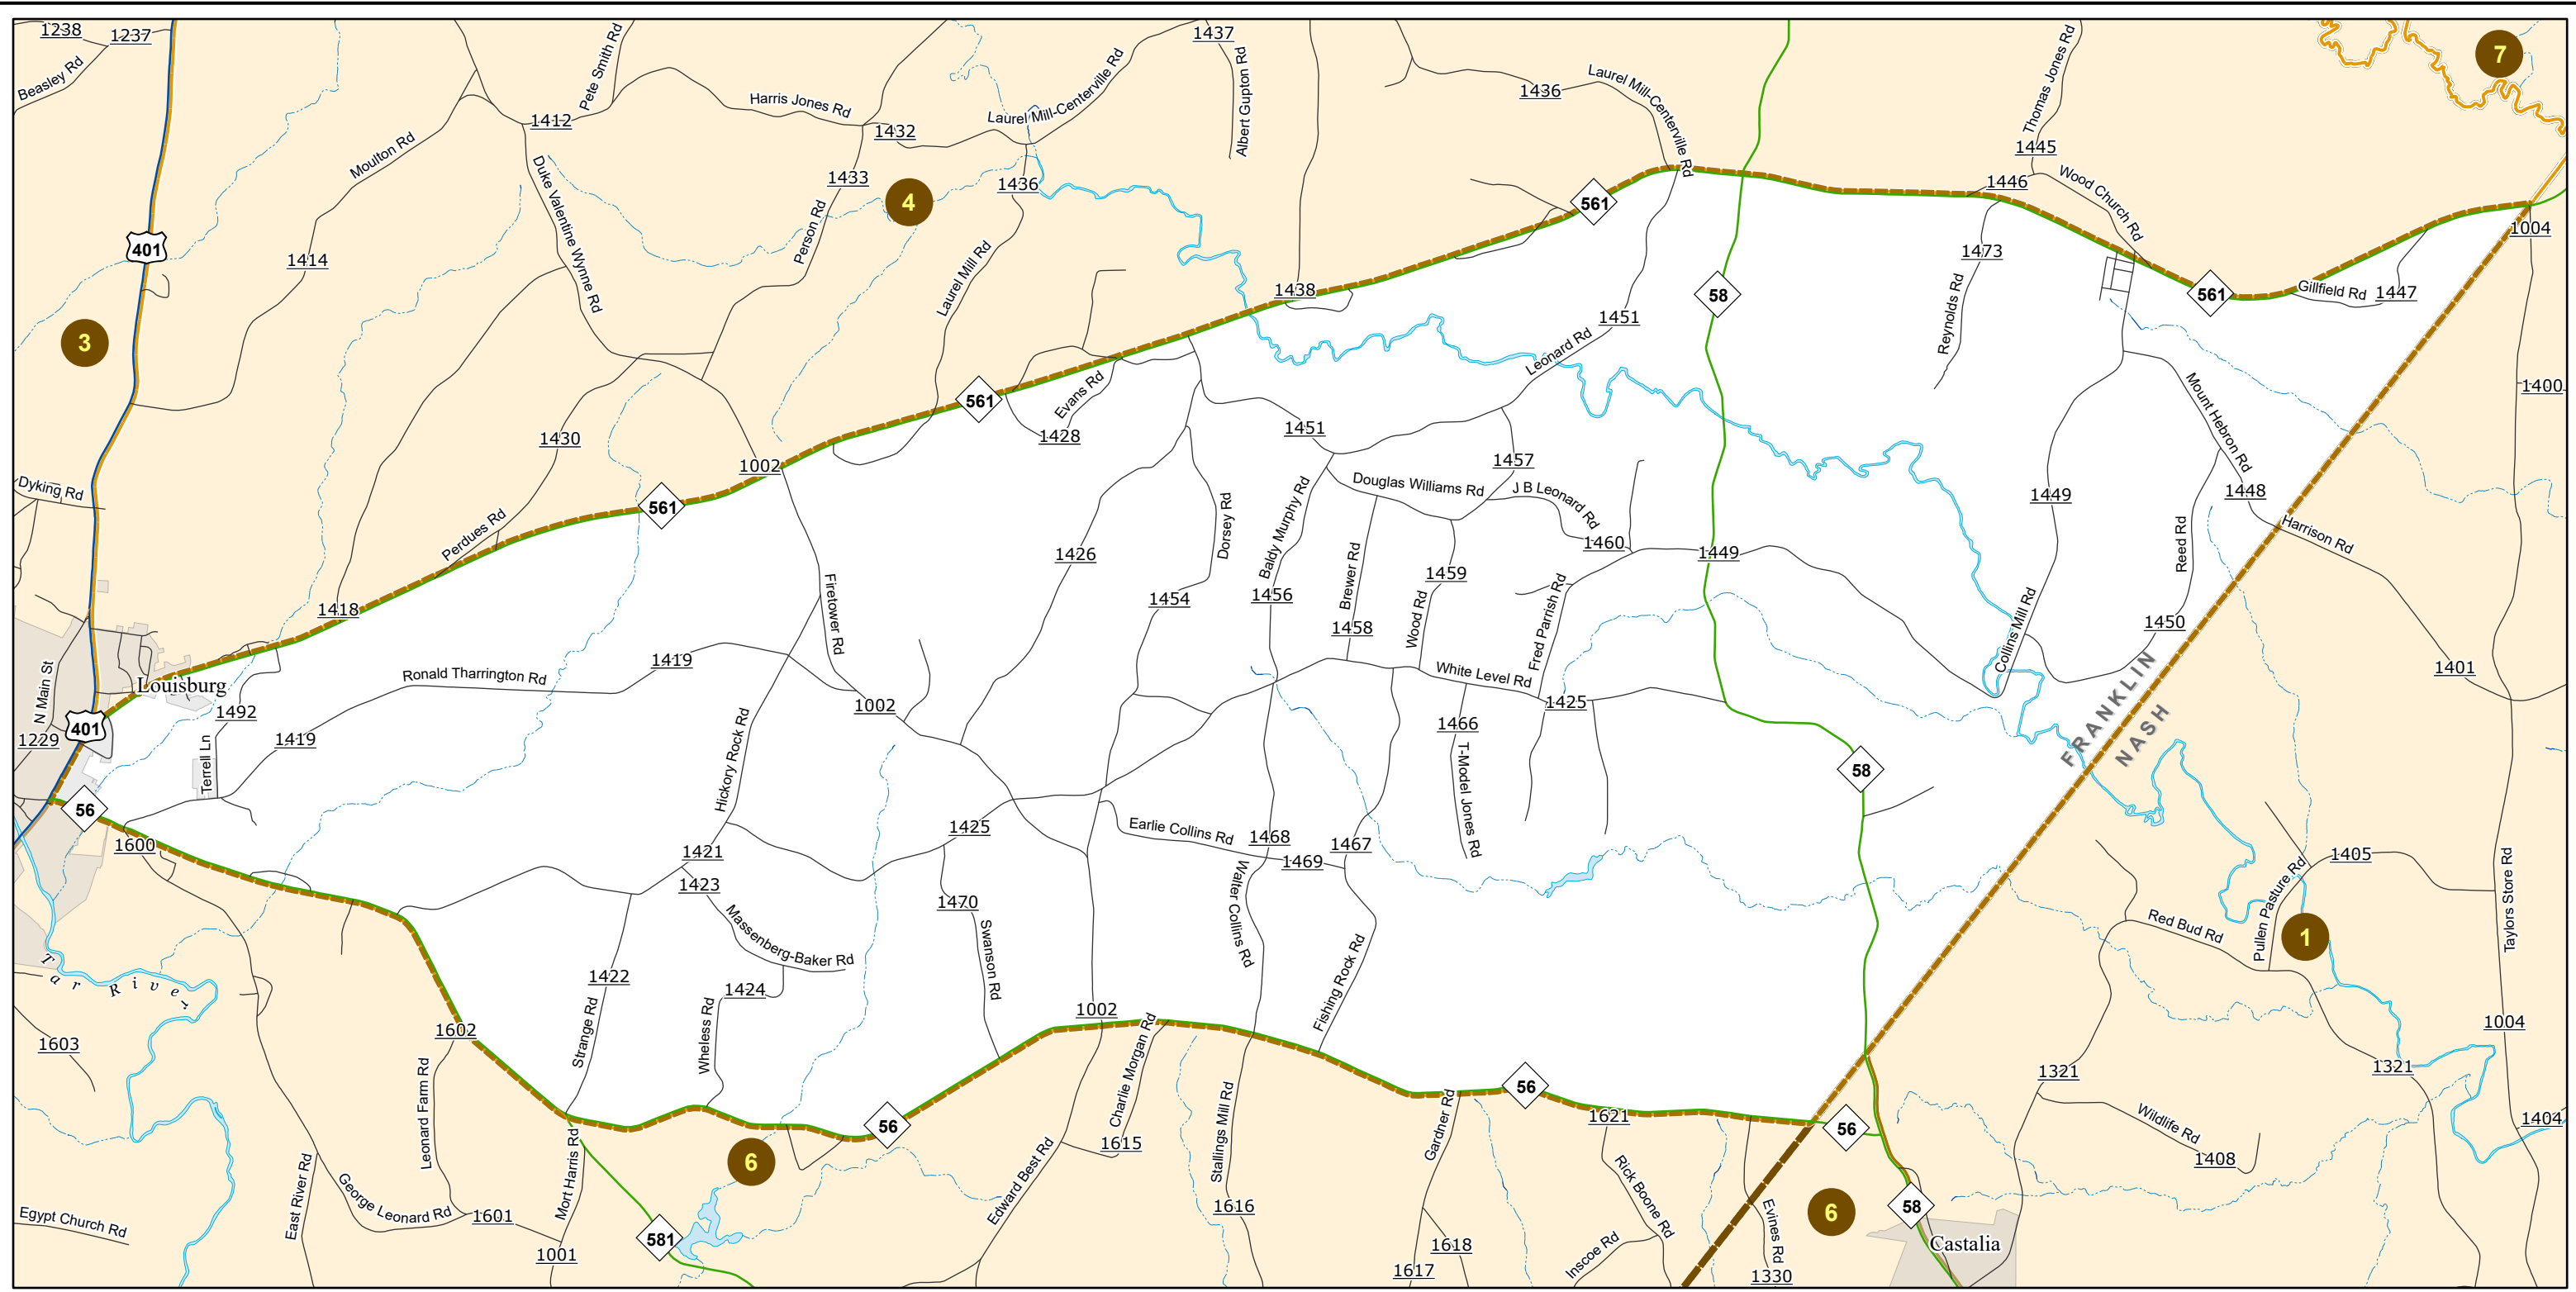 1238
1237
Beasley Rd
Pete Smith Rd
1437
Albert Gupton Rd
Laurel Mill-Centerville Rd
1436
Laurel Mill-Centerville Rd
Thomas Jones Rd
7
Harris Jones Rd
1412
1432
Moulton Rd
1445
1446
Wood Church Rd
Duke Valentine Wynne Rd
1433
4
1436
561
Person Rd
401
1414
Laurel Mill Rd
1438
58
1473
Reynolds Rd
561
Gillfield Rd
1447
1004
3
1451
Leonard Rd
1400
561
Evans Rd
1428
1430
1451
Mount Hebron Rd
1002
1457
Dyking Rd
561
Douglas Williams Rd
J B Leonard Rd
1449
1448
Perdues Rd
Dorsey Rd
Baldy Murphy Rd
1460
1449
Reed Rd
Harrison Rd
1426
1418
Firetower Rd
1454
1456
Brewer Rd
1459
1458
Wood Rd
Fred Parrish Rd
Collins Mill Rd
1450
N Main St
Louisburg
Ronald Tharrington Rd
1419
White Level Rd
1401
401
1492
1002
1425
FRANKLIN
NASH
1229
1419
Terrell Ln
Hickory Rock Rd
1466
T-Model Jones Rd
58
56
1600
1425
Earlie Collins Rd
1468
1467
1469
1421
1423
1405
Taylors Store Rd
1470
Massenberg-Baker Rd
Swanson Rd
Walter Collins Rd
Pullen Pasture Rd
Red Bud Rd
1
Tar River
1422
1424
Fishing Rock Rd
1603
1602
Strange Rd
Wheless Rd
1002
Charlie Morgan Rd
1004
Leonard Farm Rd
56
56
1321
1321
Stallings Mill Rd
Gardner Rd
1621
56
1404
Wildlife Rd
1408
6
1615
Mort Harris Rd
Edward Best Rd
East River Rd
George Leonard Rd
1601
Egypt Church Rd
581
1616
Rick Boone Rd
Evines Rd
6
58
Castalia
1001
1618
1617
Inscoe Rd
1330